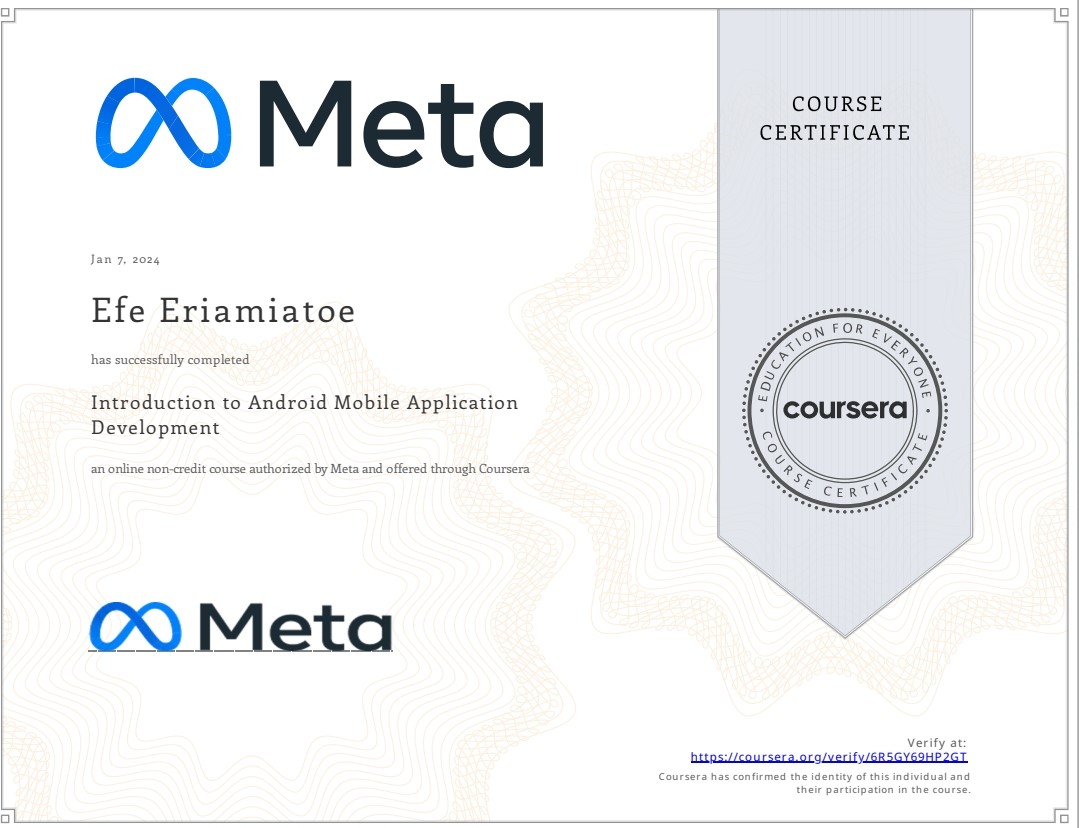 Meta
COURSE
CERTIFICATE
Jan 7, 2024
Efe Eriamiatoe
has successfully completed
Introduction to Android Mobile Application
Development
an online non-credit course authorized by Meta and offered through Coursera
EDUCATION FOR EVERYONE
coursera
COURSE CERTIFICATE
Meta
Verify at:
https://coursera.org/verify/6R5GY69HP2GT
Coursera has confirmed the identity of this individual and
their participation in the course.